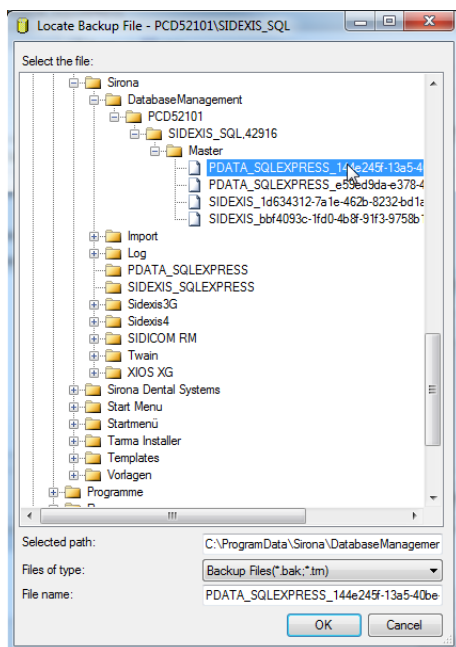 Locate Backup File - PCD52101\SIDEXIS_SQL
Select the file:
Sirona
DatabaseManagement
PCD52101
SIDEXIS_SQL,42916
Master
PDATA_SQLEXPRESS_144e245f-13a5-4
PDATA_SQLEXPRESS_e59ed9da-e378-4
SIDEXIS_1d634312-7a1e-462b-8232-bd1a
SIDEXIS_bbf4093c-1fd0-4b8f-91f3-9758b
Import
Log
PDATA_SQLEXPRESS
SIDEXIS_SQLEXPRESS
Sidexis3G
Sidexis4
SIDICOM RM
Twain
XIOS XG
Sirona Dental Systems
Start Menu
Startmenü
Tama Installer
Templates
Vorlagen
Programme
Selected path:
C:\ProgramData\Sirona\DatabaseManagemer
Files of type:
Backup Files(*.bak;*.trn)
File name:
PDATA_SQLEXPRESS_144e245f-13a5-40be-
OK
Cancel